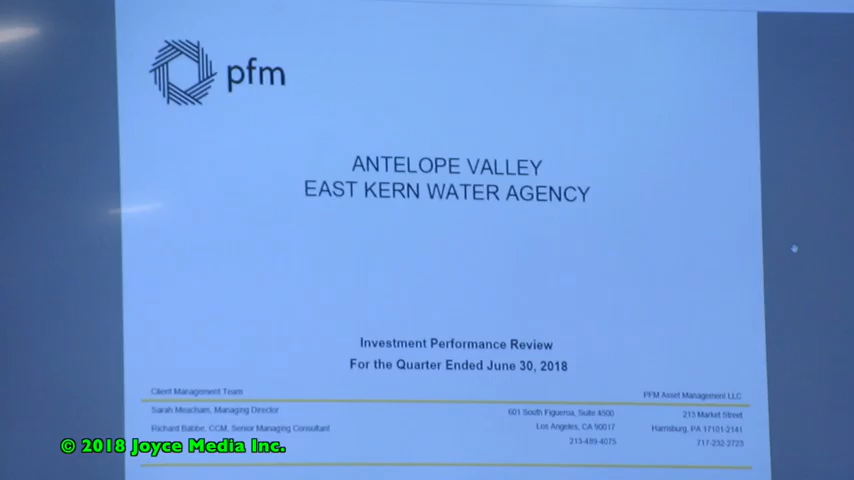 pfm
ANTELOPE VALLEY
EAST KERN WATER AGENCY
Investment Performance Review
For the Quarter Ended June 30, 2018
Client Management Team
PFM Asset Management LLC
Sarah Meacham, Managing Director
601 South Figueroa, Suite 4500
213 Market Street
Richard Babbe, CCM, Senior Managing Consultant
Los Angeles, CA 90017
Harrisburg, PA 17101-2141
213-489-4075
717-232-2723
© 2018 Joyce Media Inc.